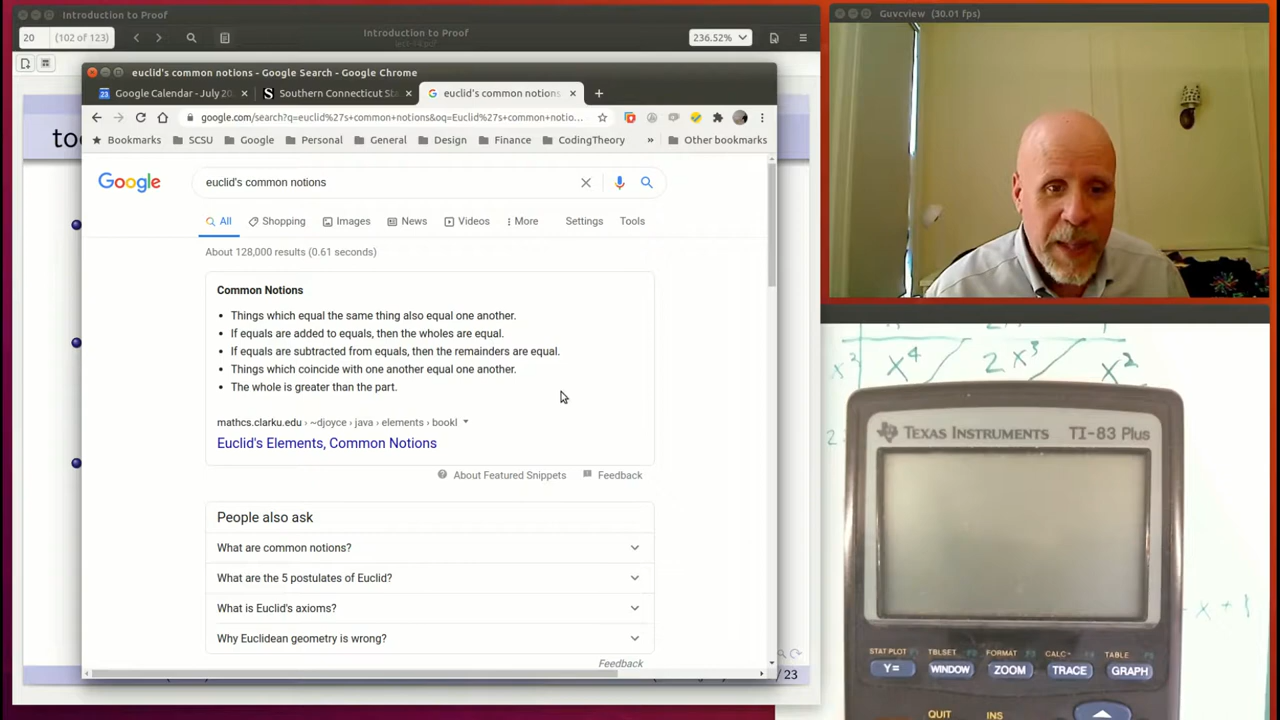 Introduction to Proof
20 (102 of 123)
Introduction to Proof
236.52%
euclid's common notions - Google Search - Google Chrome
Google Calendar - July 20
Southern Connecticut Sta
euclid's common notions
google.com/search?q=euclid%27s+common+notions&oq=Euclid%27s+common+notio...
Bookmarks SCSU Google Personal General Design Finance CodingTheory » Other bookmarks
Google
euclid's common notions
All Shopping Images News Videos More Settings Tools
About 128,000 results (0.61 seconds)
Common Notions
• Things which equal the same thing also equal one another.
• If equals are added to equals, then the wholes are equal.
• If equals are subtracted from equals, then the remainders are equal.
• Things which coincide with one another equal one another.
• The whole is greater than the part.
mathcs.clarku.edu › ~djoyce › java › elements › bookI
Euclid's Elements, Common Notions
About Featured Snippets Feedback
People also ask
What are common notions?
What are the 5 postulates of Euclid?
What is Euclid's axioms?
Why Euclidean geometry is wrong?
Feedback
/ 23
Guvcview (30.01 fps)
x² x⁴ 2x³ x²
TEXAS INSTRUMENTS TI-83 Plus
x + 1
STAT PLOT TBLSET FORMAT CALC TABLE
Y= WINDOW ZOOM TRACE GRAPH
QUIT INS